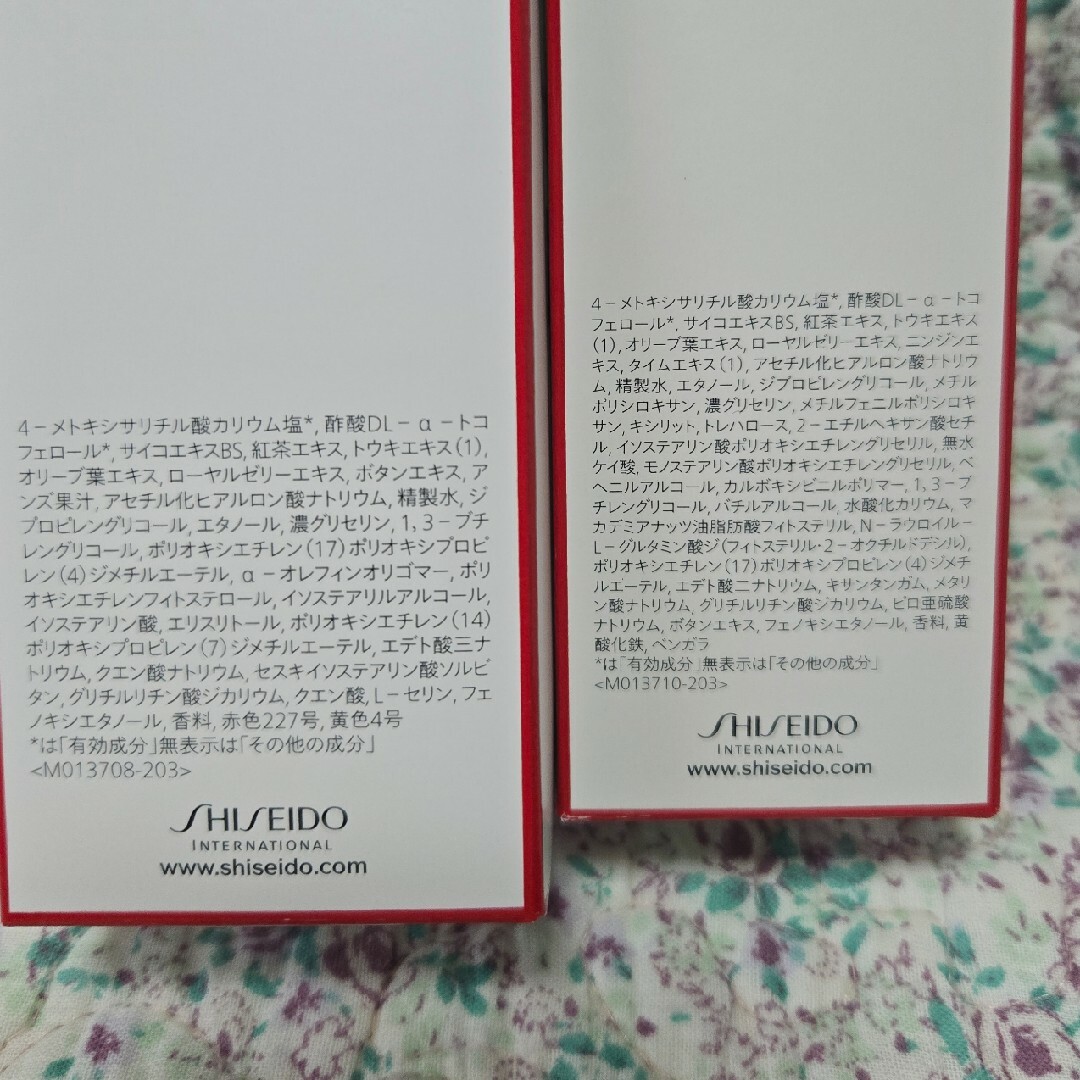 4－メトキシサリチル酸カリウム塩*, 酢酸DL－α－トコ
フェロール*, サイコエキスBS, 紅茶エキス, トウキエキス(1),
オリーブ葉エキス, ローヤルゼリーエキス, ボタンエキス, ア
ンズ果汁, アセチル化ヒアルロン酸ナトリウム, 精製水, ジ
プロピレングリコール, エタノール, 濃グリセリン, 1, 3－ブチ
レングリコール, ポリオキシエチレン(17)ポリオキシプロピ
レン(4)ジメチルエーテル, α－オレフィンオリゴマー, ポリ
オキシエチレンフィトステロール, イソステアリルアルコール,
イソステアリン酸, エリスリトール, ポリオキシエチレン(14)
ポリオキシプロピレン(7)ジメチルエーテル, エデト酸三ナ
トリウム, クエン酸ナトリウム, セスキイソステアリン酸ソルビ
タン, グリチルリチン酸ジカリウム, クエン酸, L－セリン, フェ
ノキシエタノール, 香料, 赤色227号, 黄色4号
*は「有効成分」無表示は「その他の成分」
<M013708-203>
SHISEIDO
INTERNATIONAL
www.shiseido.com
4－メトキシサリチル酸カリウム塩*, 酢酸DL－α－トコ
フェロール*, サイコエキスBS, 紅茶エキス, トウキエキス
(1), オリーブ葉エキス, ローヤルゼリーエキス, ニンジンエ
キス, タイムエキス(1), アセチル化ヒアルロン酸ナトリウ
ム, 精製水, エタノール, ジプロピレングリコール, メチル
ポリシロキサン, 濃グリセリン, メチルフェニルポリシロキ
サン, キシリット, トレハロース, 2－エチルヘキサン酸セチ
ル, イソステアリン酸ポリオキシエチレングリセリル, 無水
ケイ酸, モノステアリン酸ポリオキシエチレングリセリル, ベ
ヘニルアルコール, カルボキシビニルポリマー, 1, 3－ブ
チレングリコール, バチルアルコール, 水酸化カリウム, マ
カデミアナッツ油脂肪酸フィトステリル, N－ラウロイル－
L－グルタミン酸ジ(フィトステリル・2－オクチルドデシル),
ポリオキシエチレン(17)ポリオキシプロピレン(4)ジメチ
ルエーテル, エデト酸二ナトリウム, キサンタンガム, メタリ
ン酸ナトリウム, グリチルリチン酸ジカリウム, ピロ亜硫酸
ナトリウム, ボタンエキス, フェノキシエタノール, 香料, 黄
酸化鉄, ベンガラ
*は「有効成分」無表示は「その他の成分」
<M013710-203>
SHISEIDO
INTERNATIONAL
www.shiseido.com